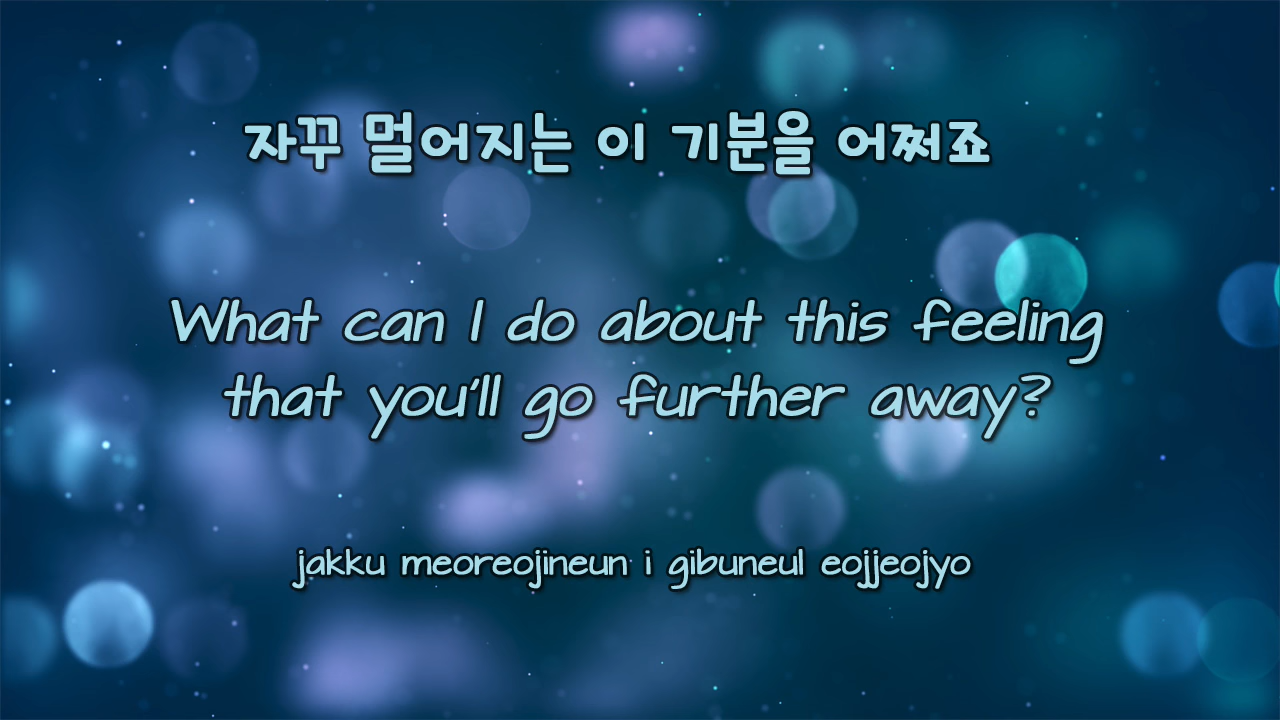 자꾸 멀어지는 이 기분을 어쩌죠
What can I do about this feeling
that you'll go further away?
jakku meoreojineun i gibuneul eojjeojyo